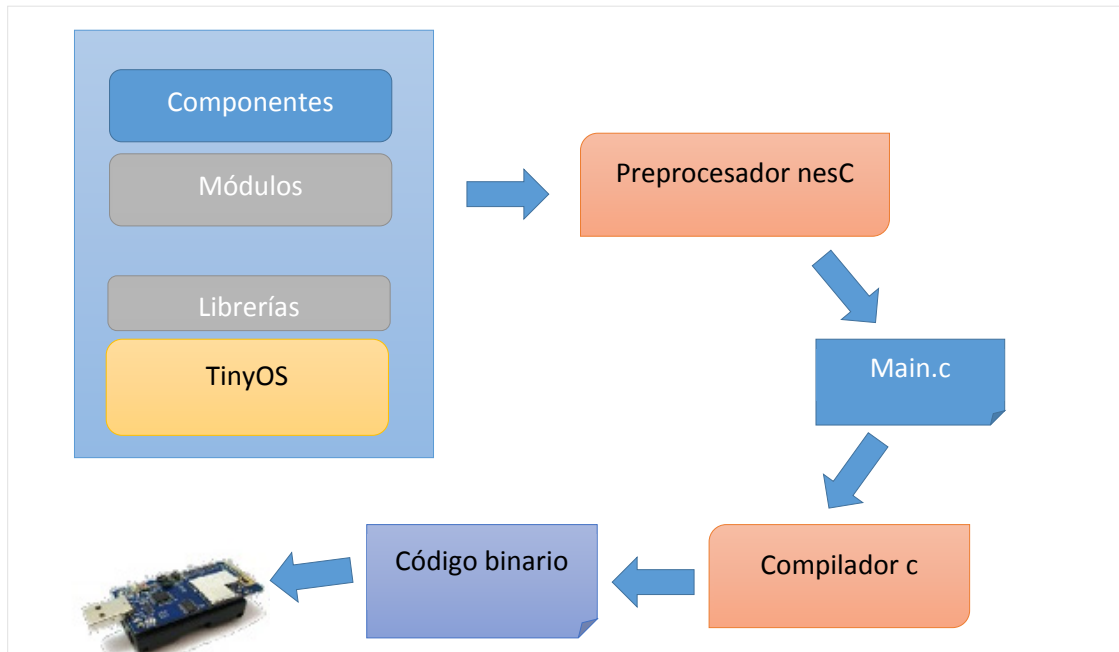 Componentes
Módulos
Librerías
TinyOS
Preprocesador nesC
Main.c
Compilador c
Código binario